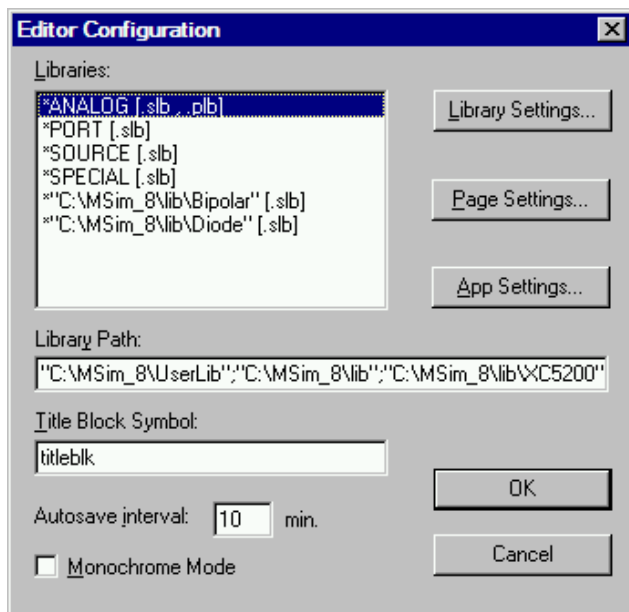 Editor Configuration
Libraries:
*ANALOG [.slb , .plb]
*PORT [.slb]
*SOURCE [.slb]
*SPECIAL [.slb]
*"C:\MSim_8\lib\Bipolar" [.slb]
*"C:\MSim_8\lib\Diode" [.slb]
Library Settings...
Page Settings...
App Settings...
Library Path:
"C:\MSim_8\UserLib";"C:\MSim_8\lib";"C:\MSim_8\lib\XC5200"
Title Block Symbol:
titleblk
Autosave interval: 10 min.
Monochrome Mode
OK
Cancel